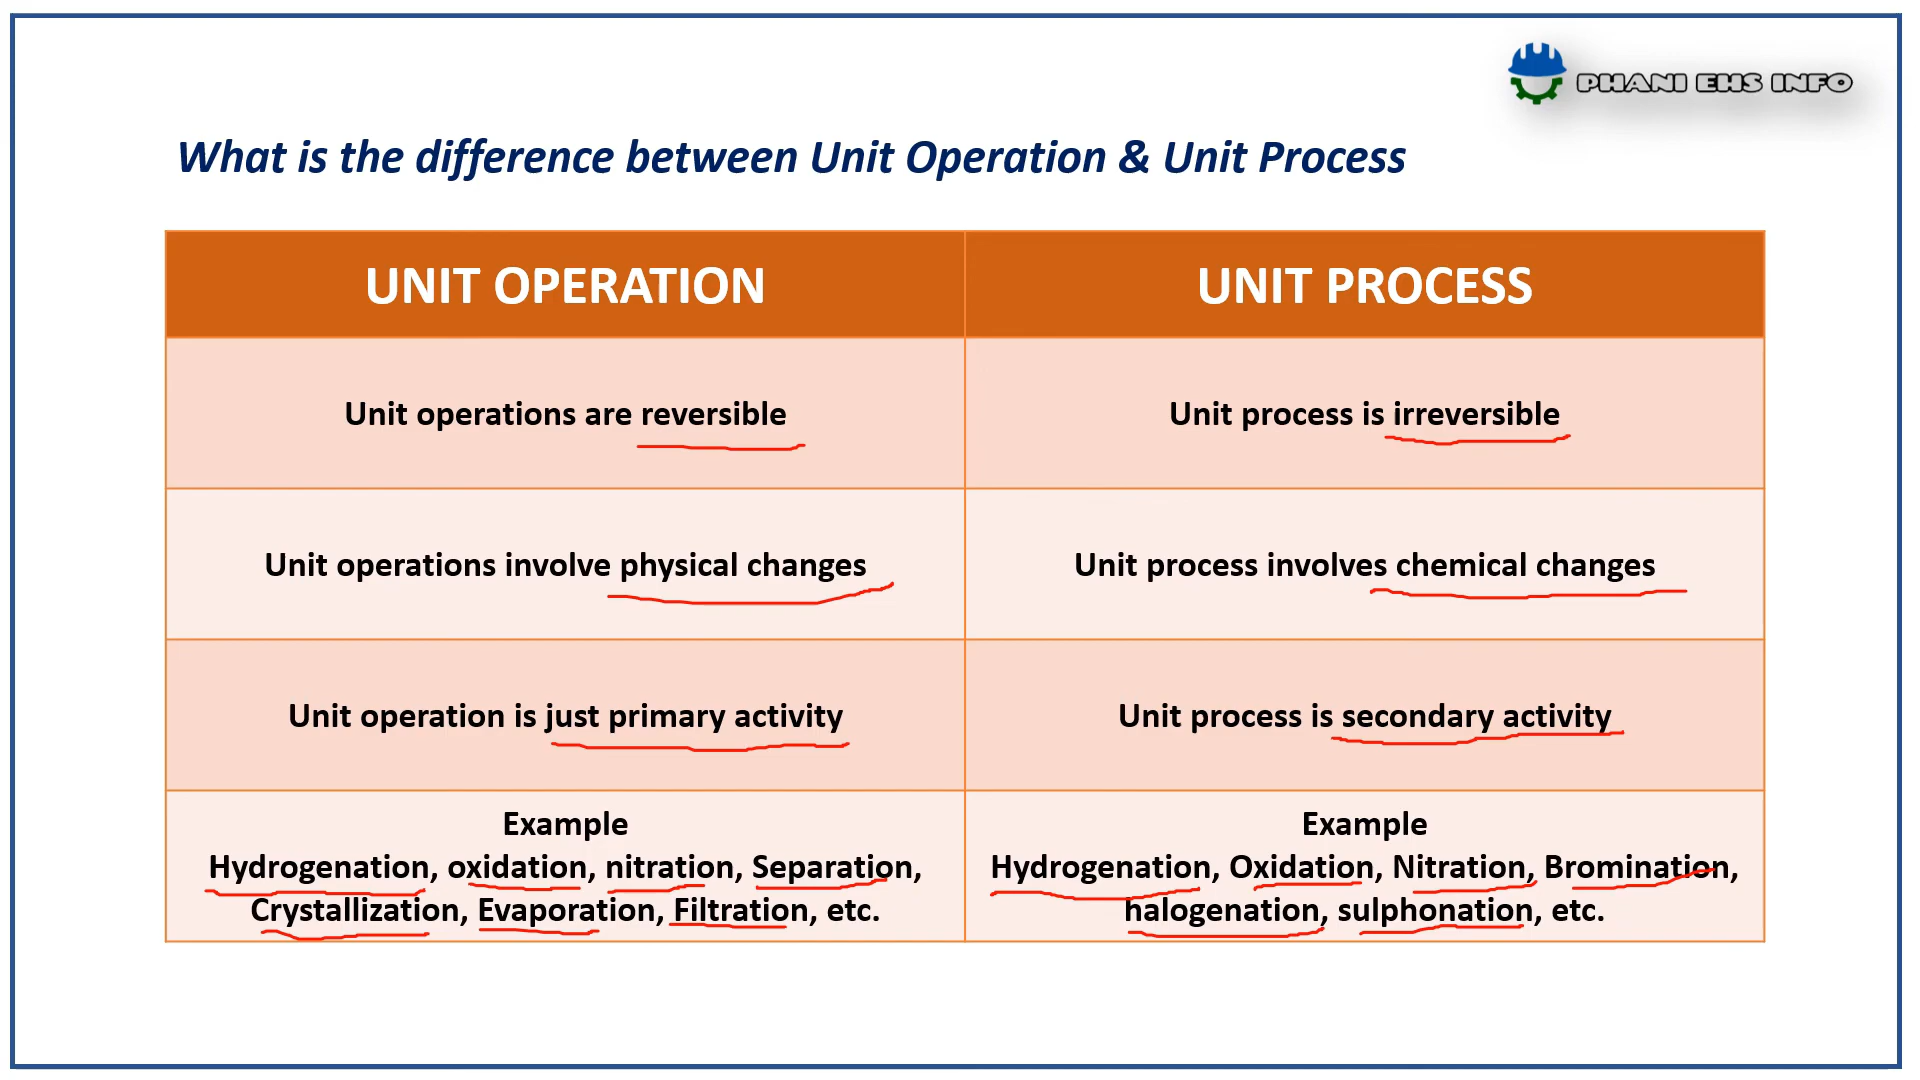 PHANI EHS INFO
What is the difference between Unit Operation & Unit Process
UNIT OPERATION
UNIT PROCESS
Unit operations are reversible
Unit process is irreversible
Unit operations involve physical changes
Unit process involves chemical changes
Unit operation is just primary activity
Unit process is secondary activity
Example
Hydrogenation, oxidation, nitration, Separation,
Crystallization, Evaporation, Filtration, etc.
Example
Hydrogenation, Oxidation, Nitration, Bromination,
halogenation, sulphonation, etc.